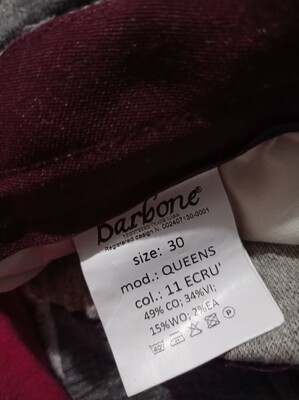 Barbone
Registered design N. 002407130-0001
size: 30
mod.: QUEENS
col.: 11 ECRU'
49% CO; 34%VI;
15%WO; 2%EA